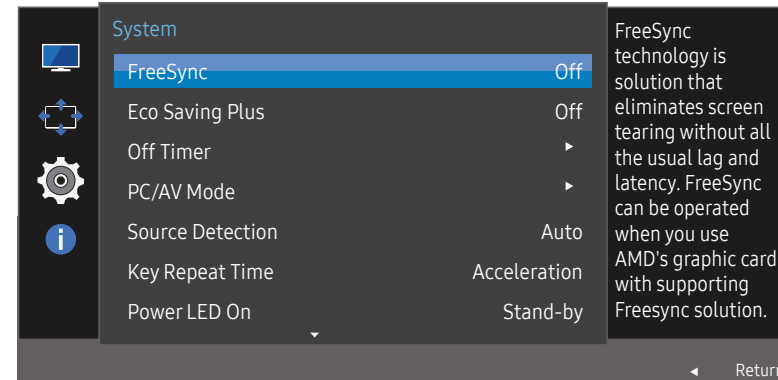 System
FreeSync Off
Eco Saving Plus Off
Off Timer
PC/AV Mode
Source Detection Auto
Key Repeat Time Acceleration
Power LED On Stand-by
FreeSync
technology is
solution that
eliminates screen
tearing without all
the usual lag and
latency. FreeSync
can be operated
when you use
AMD's graphic card
with supporting
Freesync solution.
Return